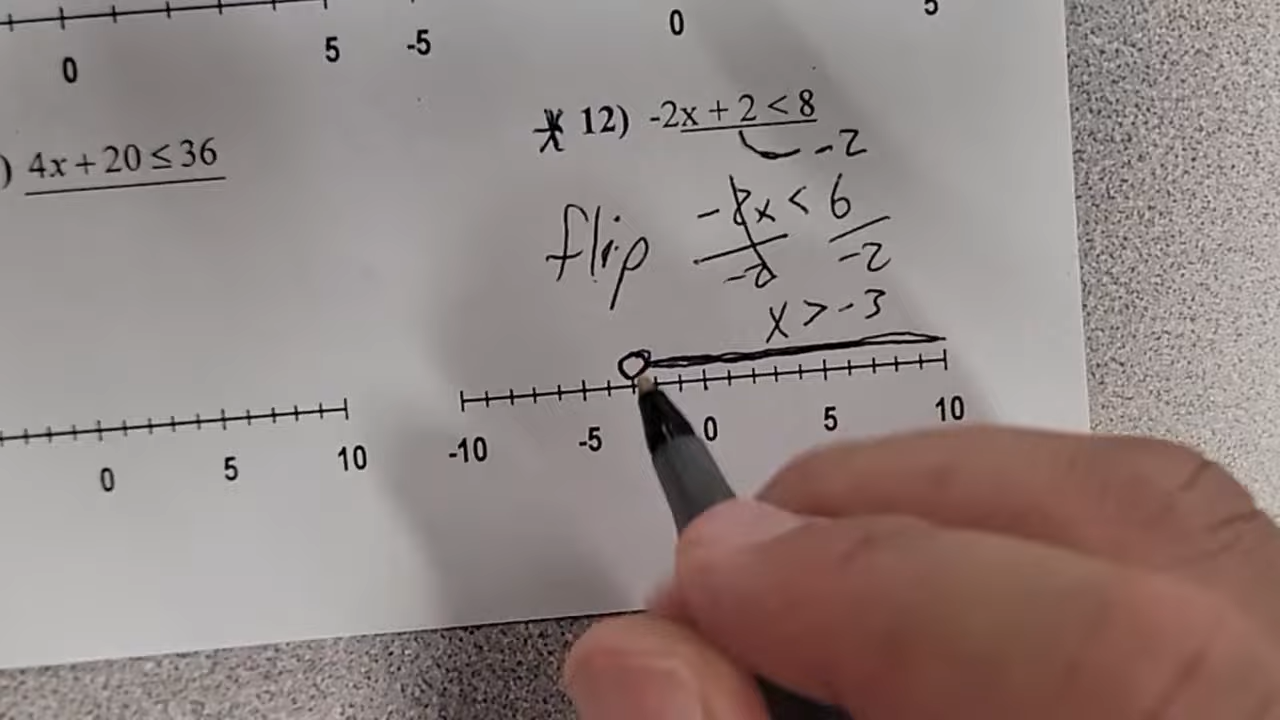 0 5 -5 0 5
) 4x + 20 ≤ 36
12) -2x + 2 < 8
-2
flip -2x < 6
-2 -2
x > -3
0 5 10
-10 -5 0 5 10